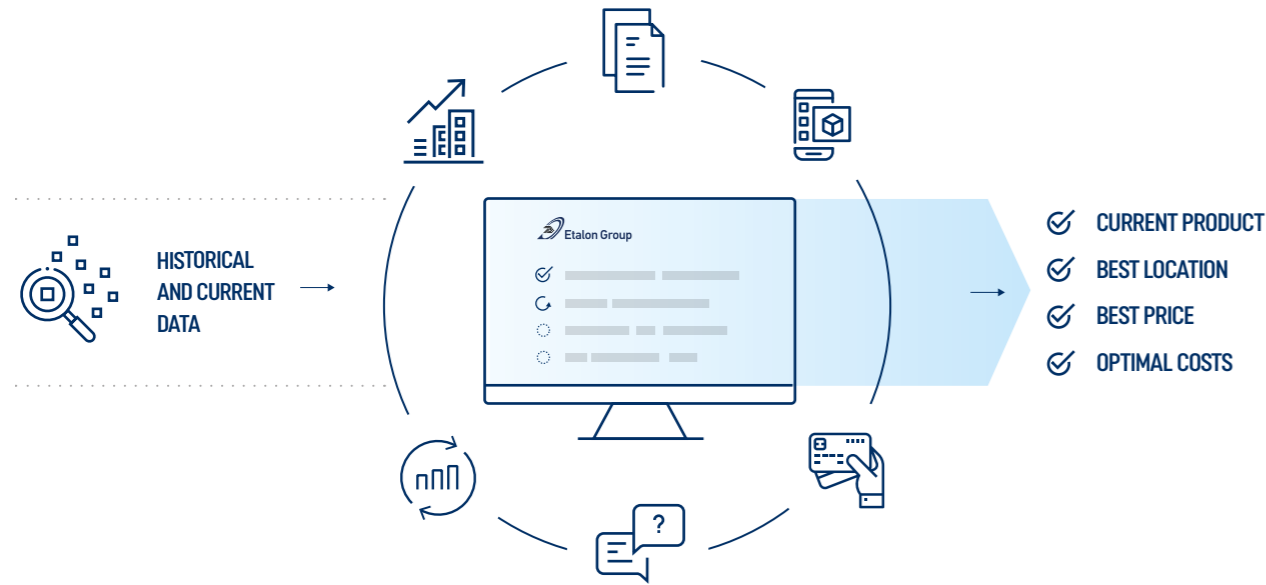 Etalon Group
HISTORICAL
AND CURRENT
DATA
CURRENT PRODUCT
BEST LOCATION
BEST PRICE
OPTIMAL COSTS
?